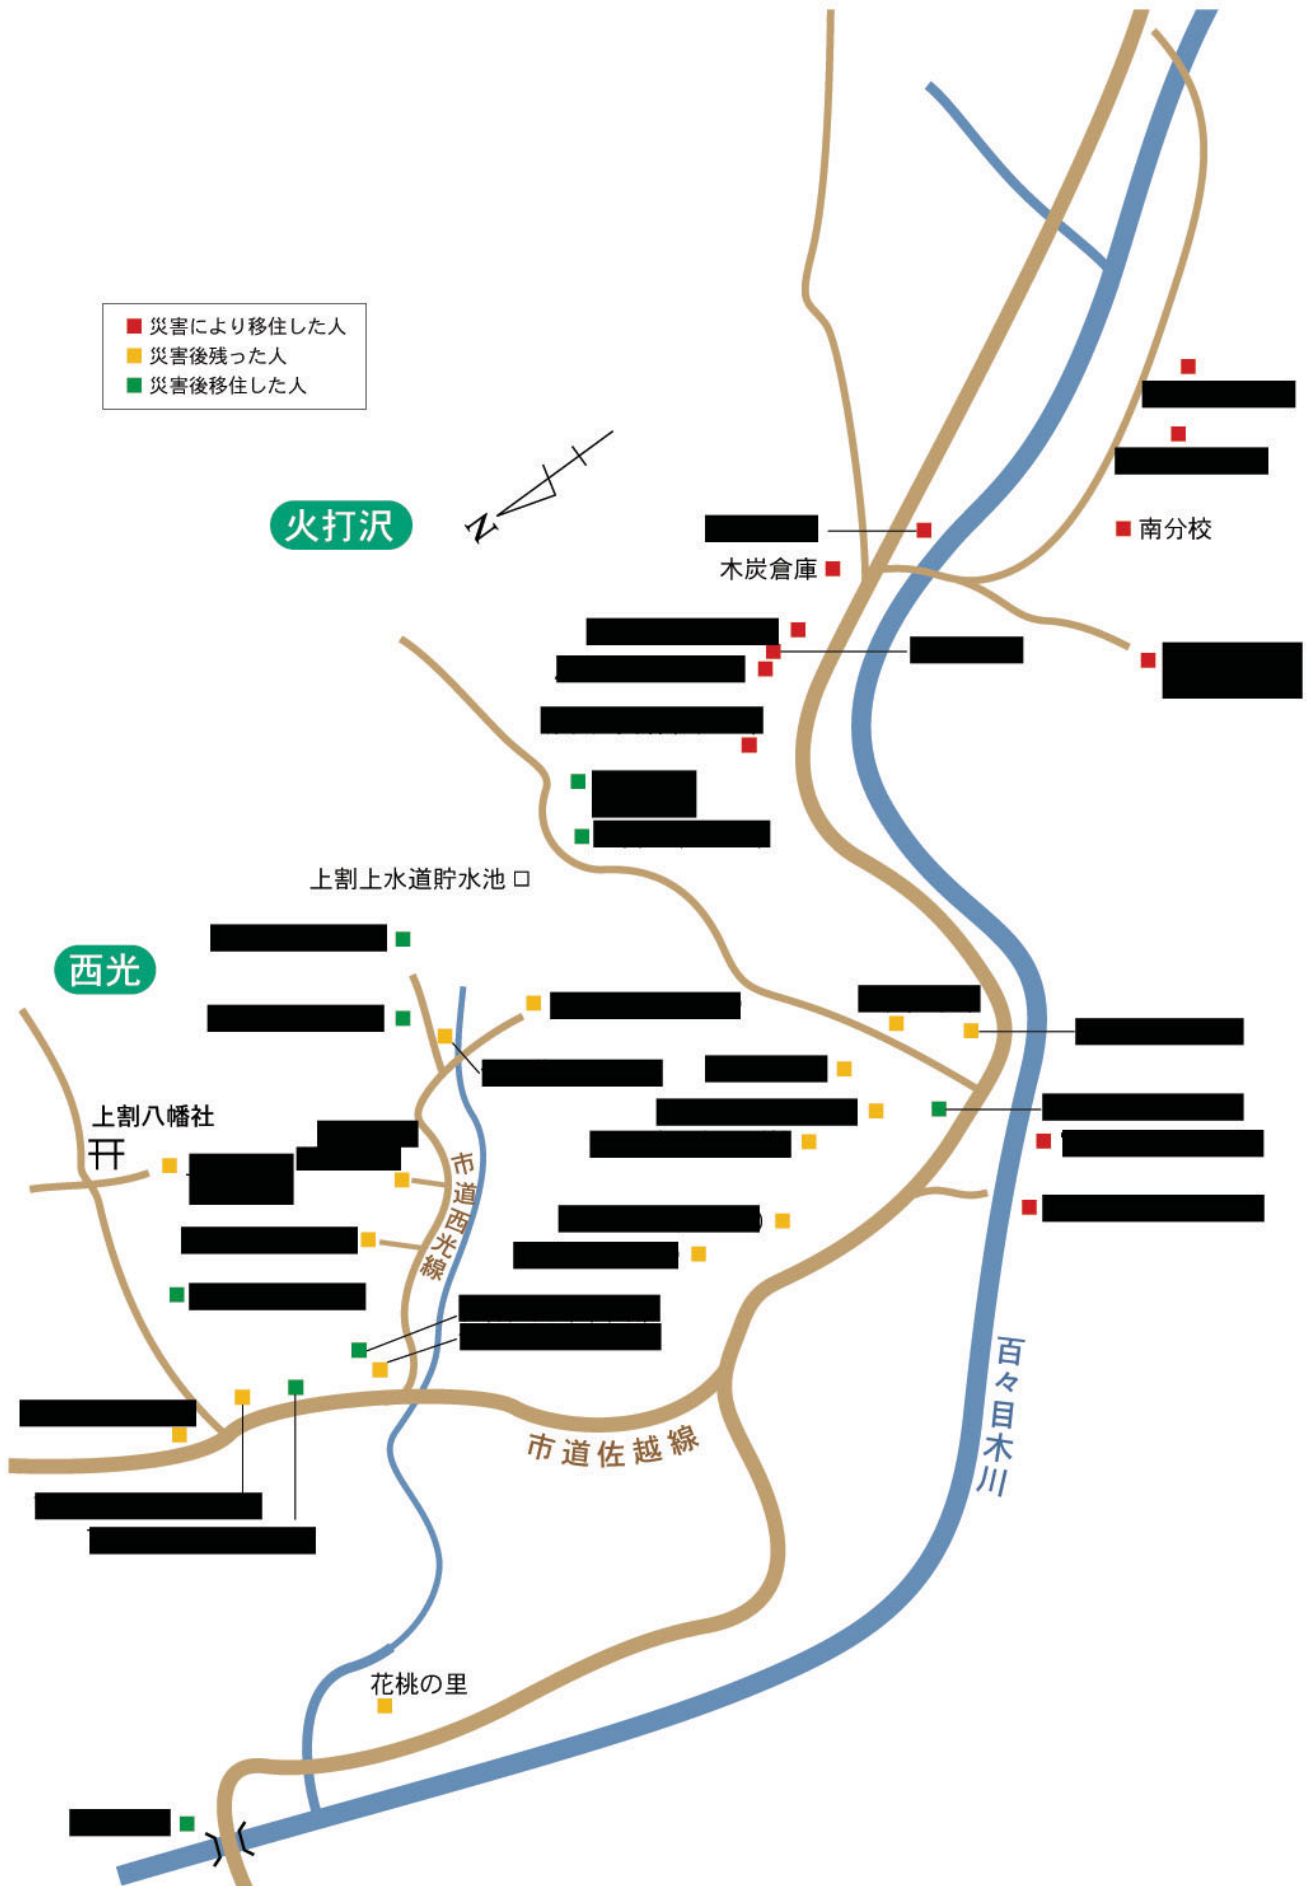 災害により移住した人
災害後残った人
災害後移住した人
N
火打沢
南分校
木炭倉庫
上割上水道貯水池
西光
上割八幡社
市道西光線
百々目木川
市道佐越線
花桃の里